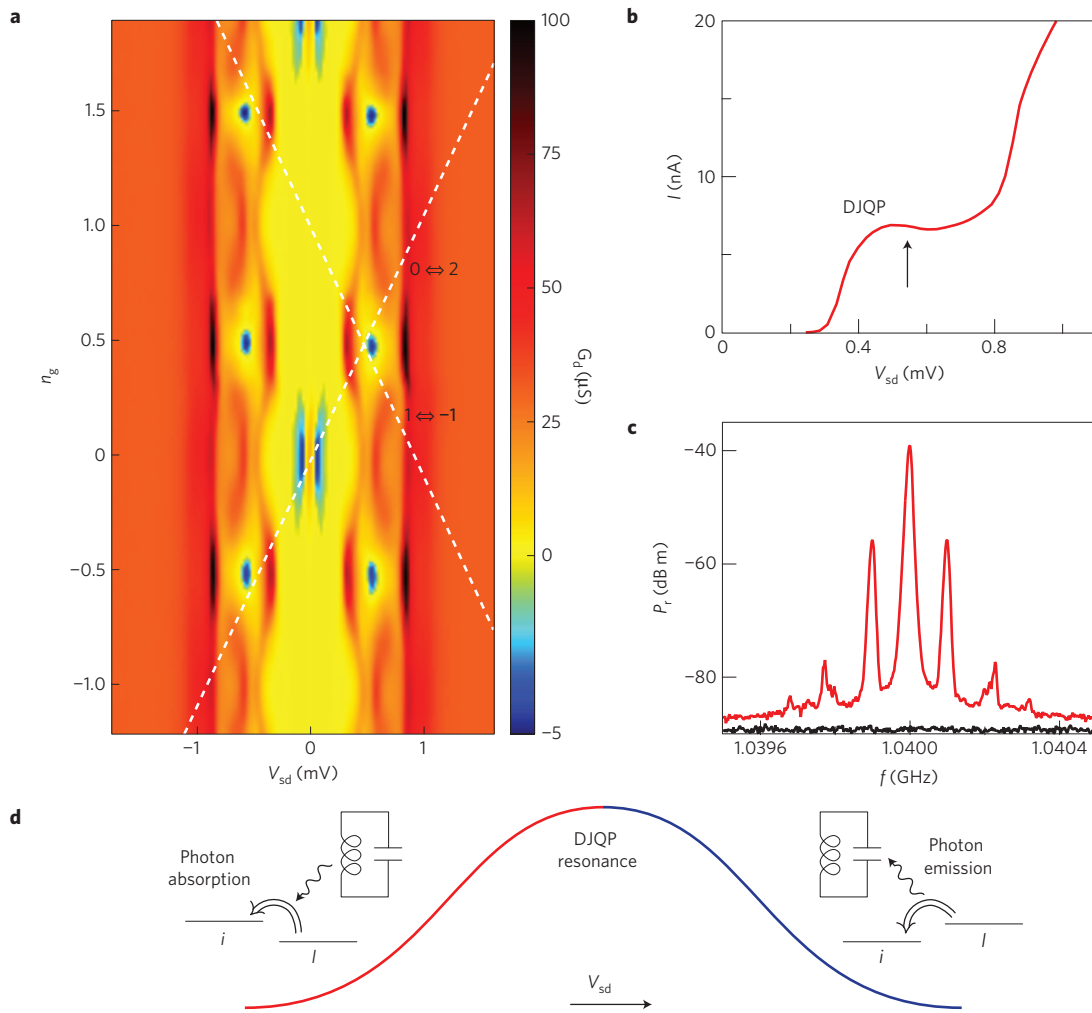 a
1.5
1.0
0.5
0
−0.5
−1.0
n_g
0 ⇔ 2
1 ⇔ −1
−1
0
1
V_sd (mV)
100
75
50
25
0
−5
G_d (µS)
b
20
10
0
I (nA)
DJQP
0
0.4
0.8
V_sd (mV)
c
−40
−60
−80
P_r (dB m)
1.0396
1.0400
1.0404
f (GHz)
d
Photon
absorption
i
l
DJQP
resonance
V_sd
Photon
emission
i
l